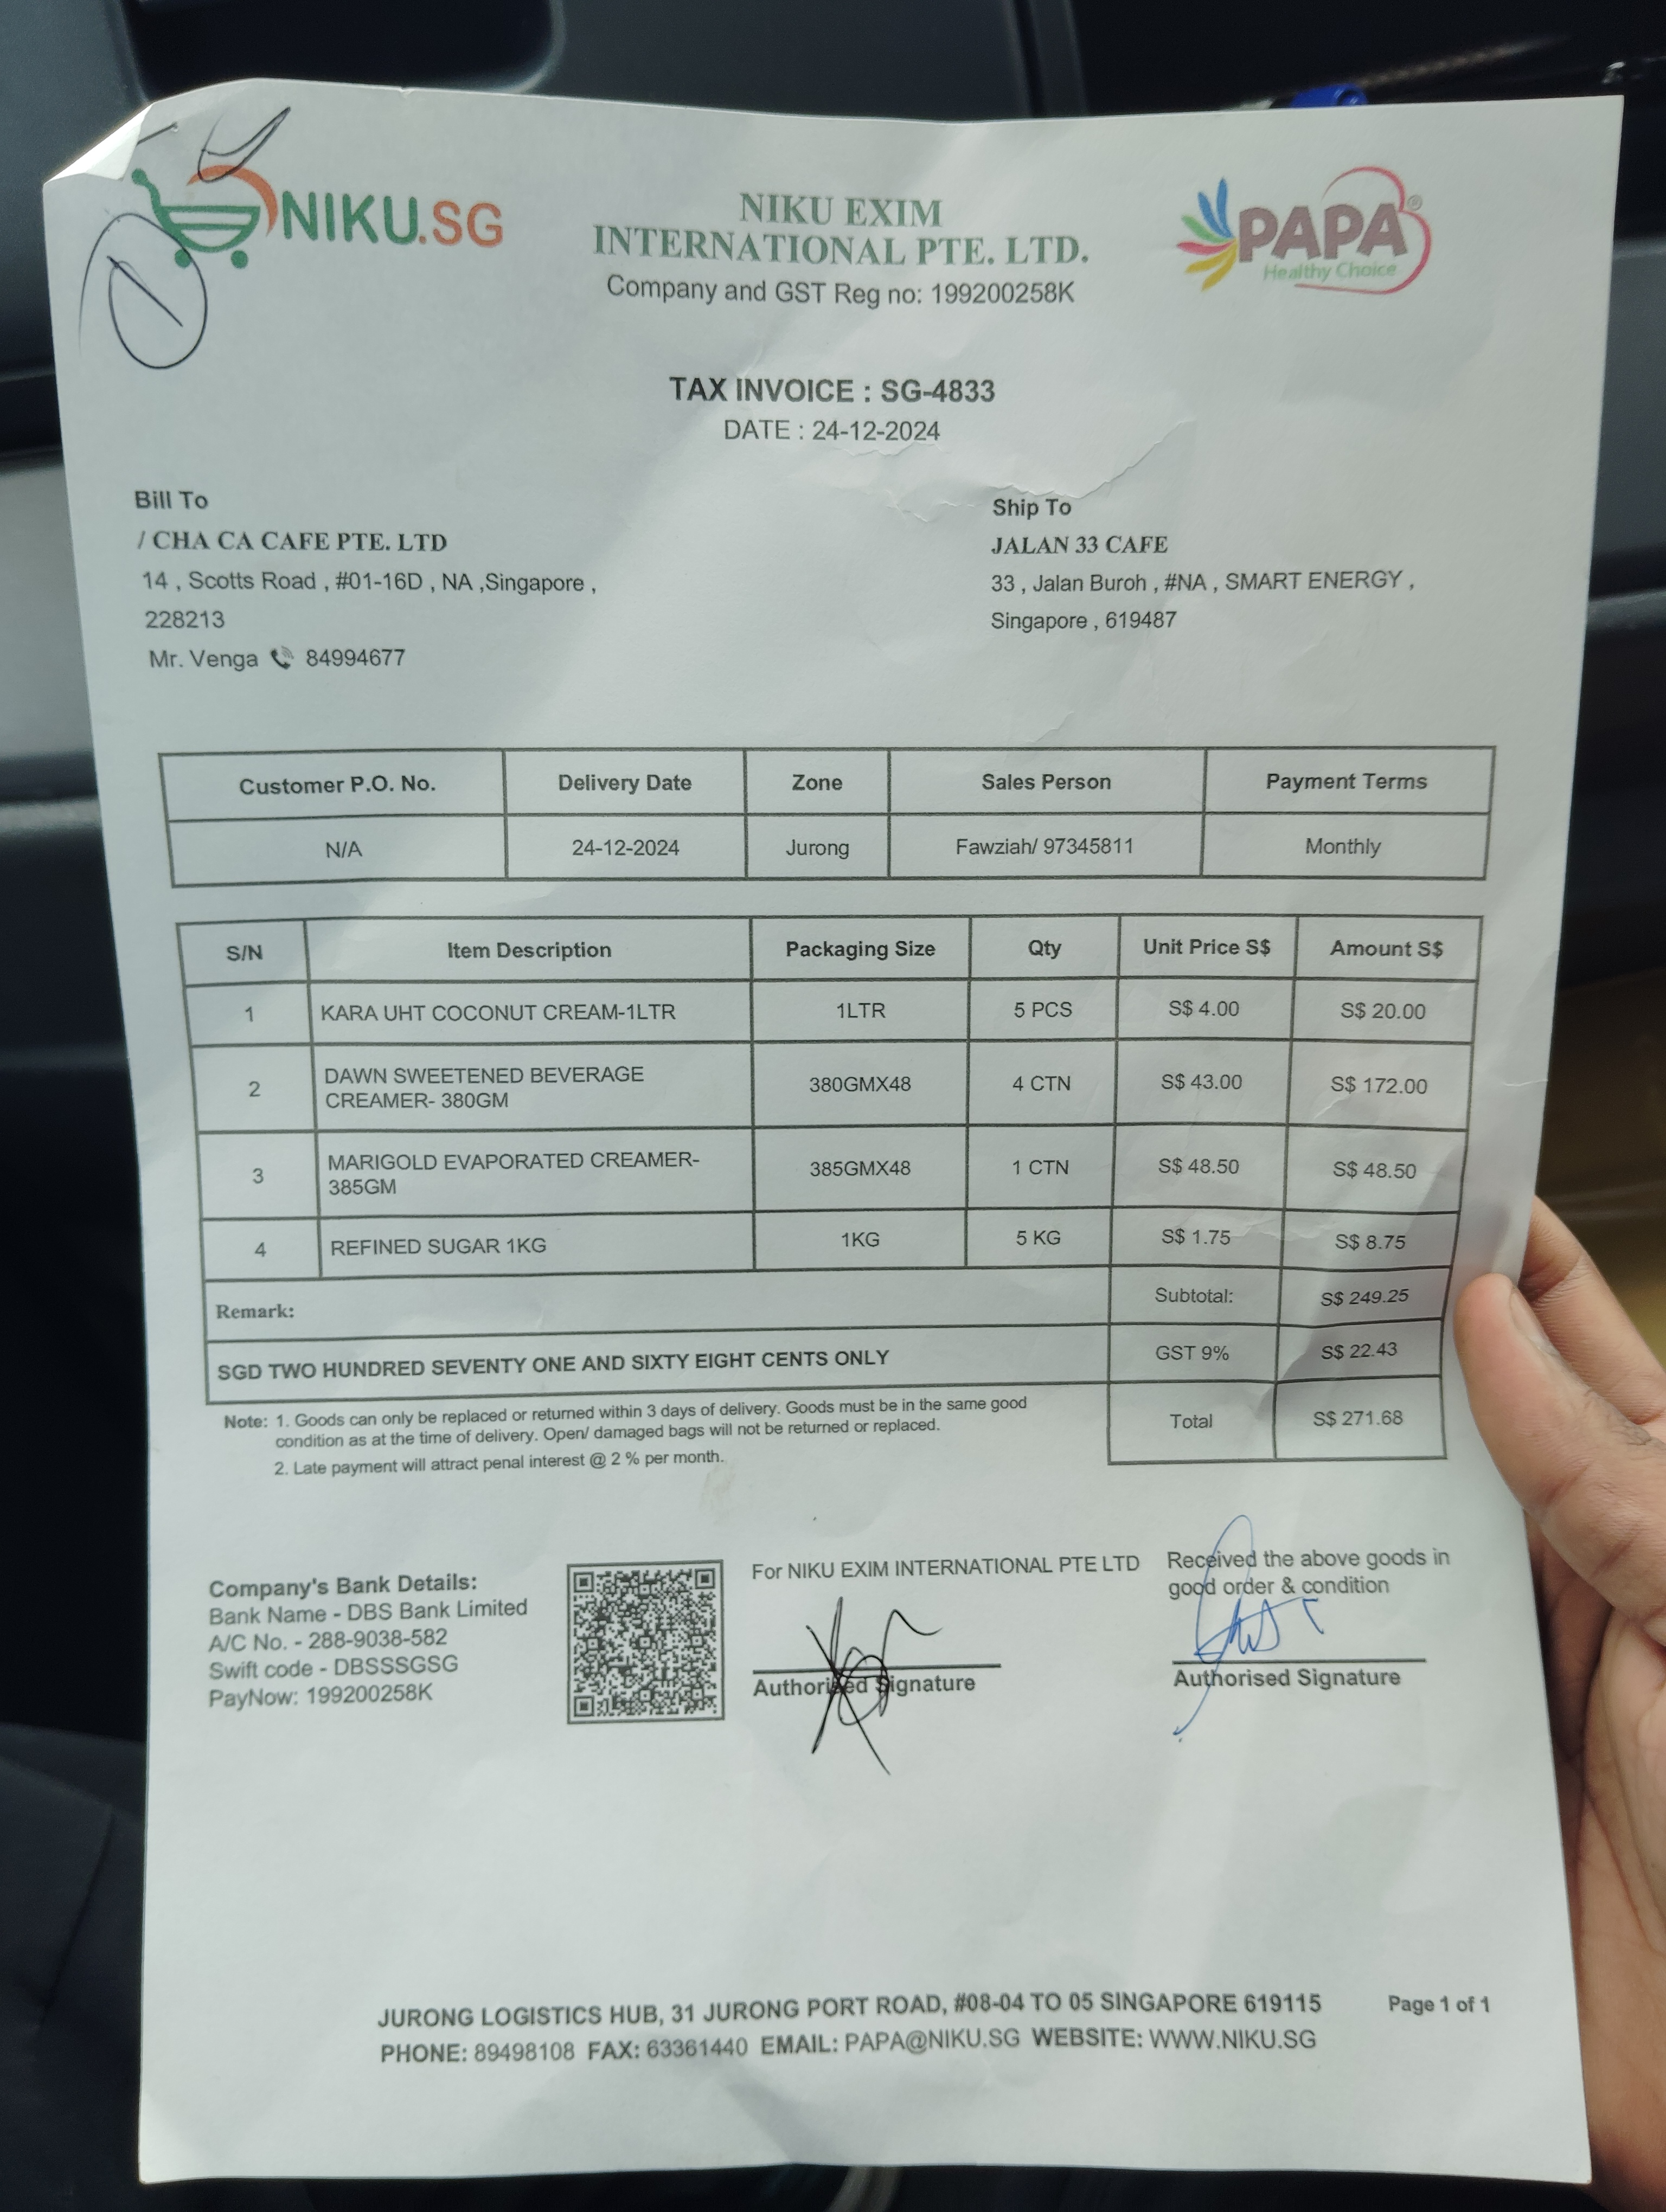 NIKU.SG
NIKU EXIM
INTERNATIONAL PTE. LTD.
Company and GST Reg no: 199200258K
PAPA®
Healthy Choice
TAX INVOICE : SG-4833
DATE : 24-12-2024
Bill To
/ CHA CA CAFE PTE. LTD
14 , Scotts Road , #01-16D , NA ,Singapore ,
228213
Mr. Venga 84994677
Ship To
JALAN 33 CAFE
33 , Jalan Buroh , #NA , SMART ENERGY ,
Singapore , 619487
Customer P.O. No. Delivery Date Zone Sales Person Payment Terms
N/A 24-12-2024 Jurong Fawziah/ 97345811 Monthly
S/N Item Description Packaging Size Qty Unit Price S$ Amount S$
1 KARA UHT COCONUT CREAM-1LTR 1LTR 5 PCS S$ 4.00 S$ 20.00
2 DAWN SWEETENED BEVERAGE
CREAMER- 380GM 380GMX48 4 CTN S$ 43.00 S$ 172.00
3 MARIGOLD EVAPORATED CREAMER-
385GM 385GMX48 1 CTN S$ 48.50 S$ 48.50
4 REFINED SUGAR 1KG 1KG 5 KG S$ 1.75 S$ 8.75
Remark: Subtotal: S$ 249.25
SGD TWO HUNDRED SEVENTY ONE AND SIXTY EIGHT CENTS ONLY GST 9% S$ 22.43
Total S$ 271.68
Note: 1. Goods can only be replaced or returned within 3 days of delivery. Goods must be in the same good
condition as at the time of delivery. Open/ damaged bags will not be returned or replaced.
2. Late payment will attract penal interest @ 2 % per month.
Company's Bank Details:
Bank Name - DBS Bank Limited
A/C No. - 288-9038-582
Swift code - DBSSSGSG
PayNow: 199200258K
For NIKU EXIM INTERNATIONAL PTE LTD
Authorised Signature
Received the above goods in
good order & condition
Authorised Signature
JURONG LOGISTICS HUB, 31 JURONG PORT ROAD, #08-04 TO 05 SINGAPORE 619115
Page 1 of 1
PHONE: 89498108 FAX: 63361440 EMAIL: PAPA@NIKU.SG WEBSITE: WWW.NIKU.SG